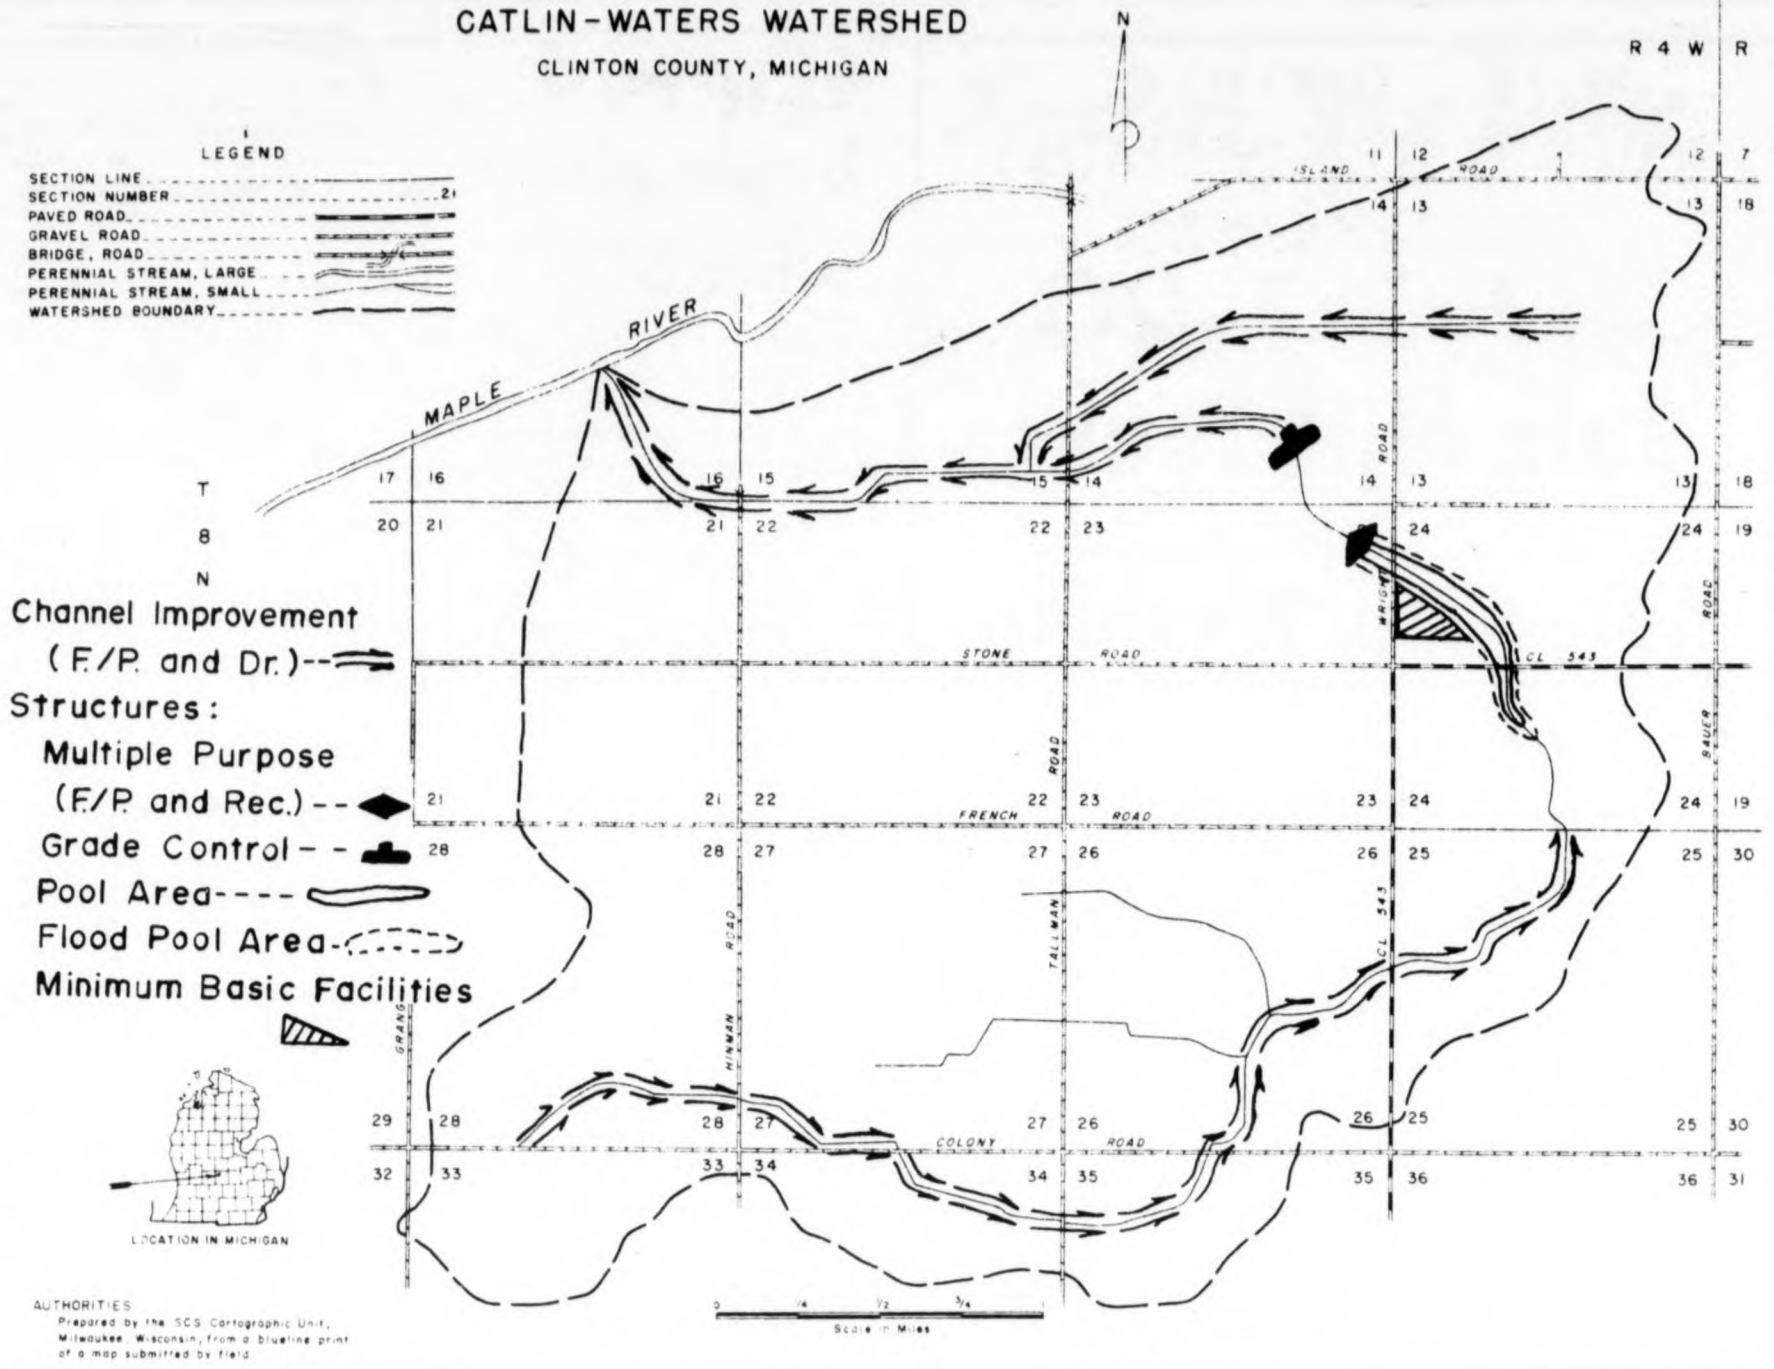 CATLIN-WATERS WATERSHED
CLINTON COUNTY, MICHIGAN
N
R 4 W R
LEGEND
SECTION LINE
SECTION NUMBER 21
PAVED ROAD
GRAVEL ROAD
BRIDGE, ROAD
PERENNIAL STREAM, LARGE
PERENNIAL STREAM, SMALL
WATERSHED BOUNDARY
11 12 12 7
ISLAND ROAD
14 13 13 18
MAPLE RIVER
ROAD
17 16 16 15 15 14 14 13 13 18
20 21 21 22 22 23 24 24 19
T
8
N
WRIGHT
ROAD
STONE ROAD CL 543
Channel Improvement
(F./P. and Dr.)
Structures:
Multiple Purpose
(F./P. and Rec.)
Grade Control
Pool Area
Flood Pool Area
Minimum Basic Facilities
ROAD
BAUER
21 21 22 22 23 23 24 24 19
FRENCH ROAD
28 28 27 27 26 26 25 25 30
ROAD
TALLMAN
CL 543
GRANG
HINMAN
29 28 28 27 27 26 26 25 25 30
COLONY ROAD
32 33 33 34 34 35 35 36 36 31
LOCATION IN MICHIGAN
0 1/4 1/2 3/4 1
Scale in Miles
AUTHORITIES
Prepared by the SCS Cartographic Unit,
Milwaukee, Wisconsin, from a blueline print
of a map submitted by field